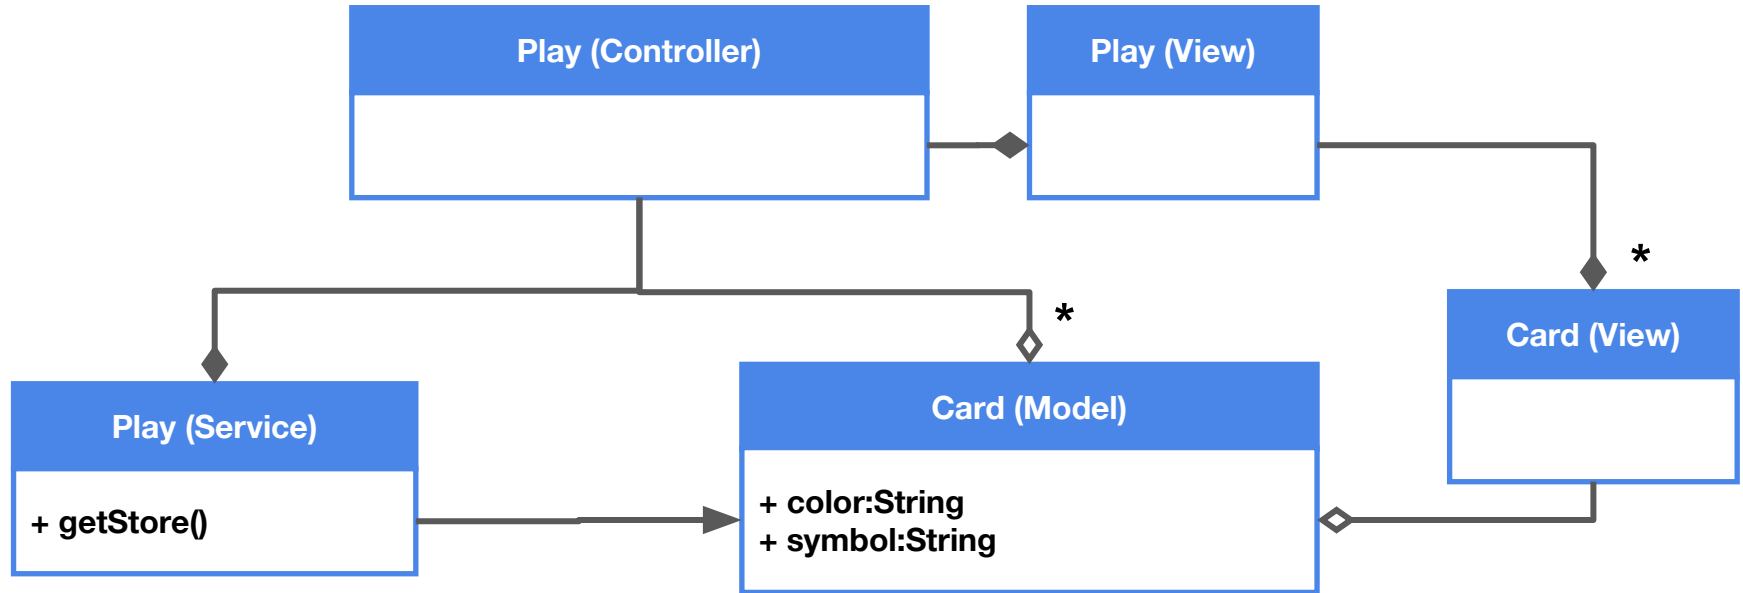 Play (Controller)
Play (View)
*
*
Card (View)
Play (Service)
Card (Model)
+ getStore()
+ color:String
+ symbol:String